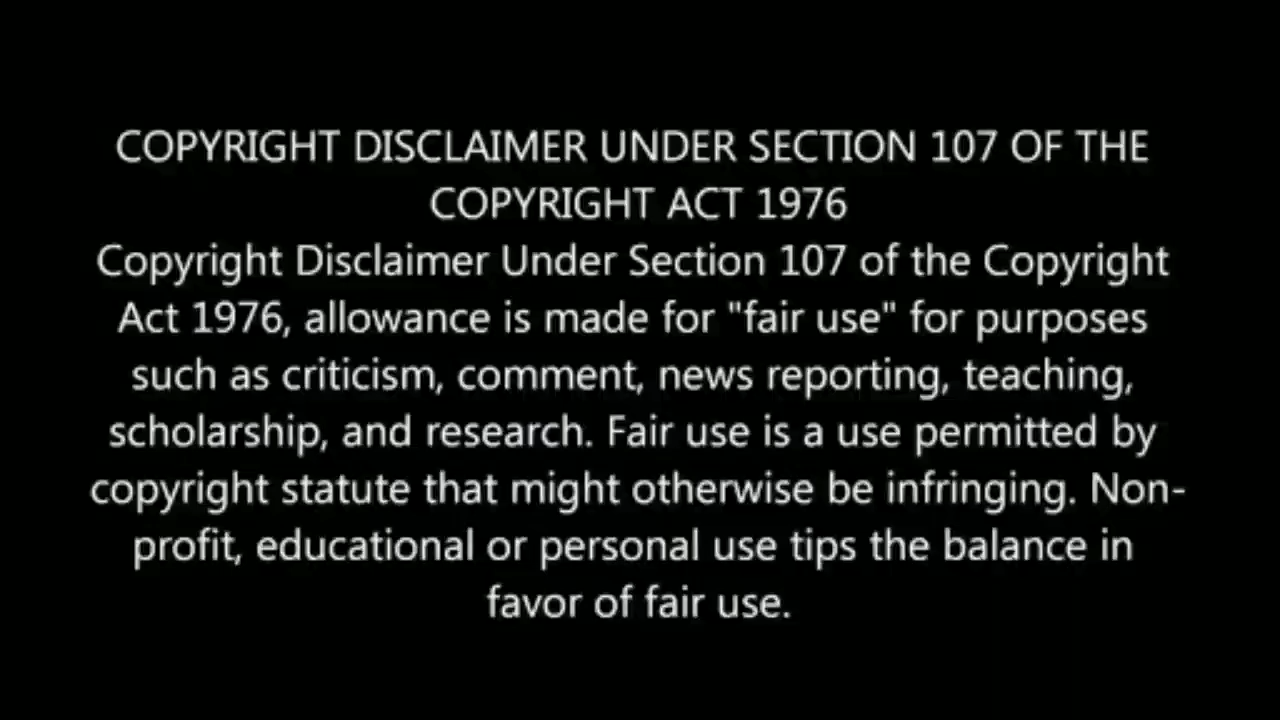 COPYRIGHT DISCLAIMER UNDER SECTION 107 OF THE
COPYRIGHT ACT 1976
Copyright Disclaimer Under Section 107 of the Copyright
Act 1976, allowance is made for "fair use" for purposes
such as criticism, comment, news reporting, teaching,
scholarship, and research. Fair use is a use permitted by
copyright statute that might otherwise be infringing. Non-
profit, educational or personal use tips the balance in
favor of fair use.